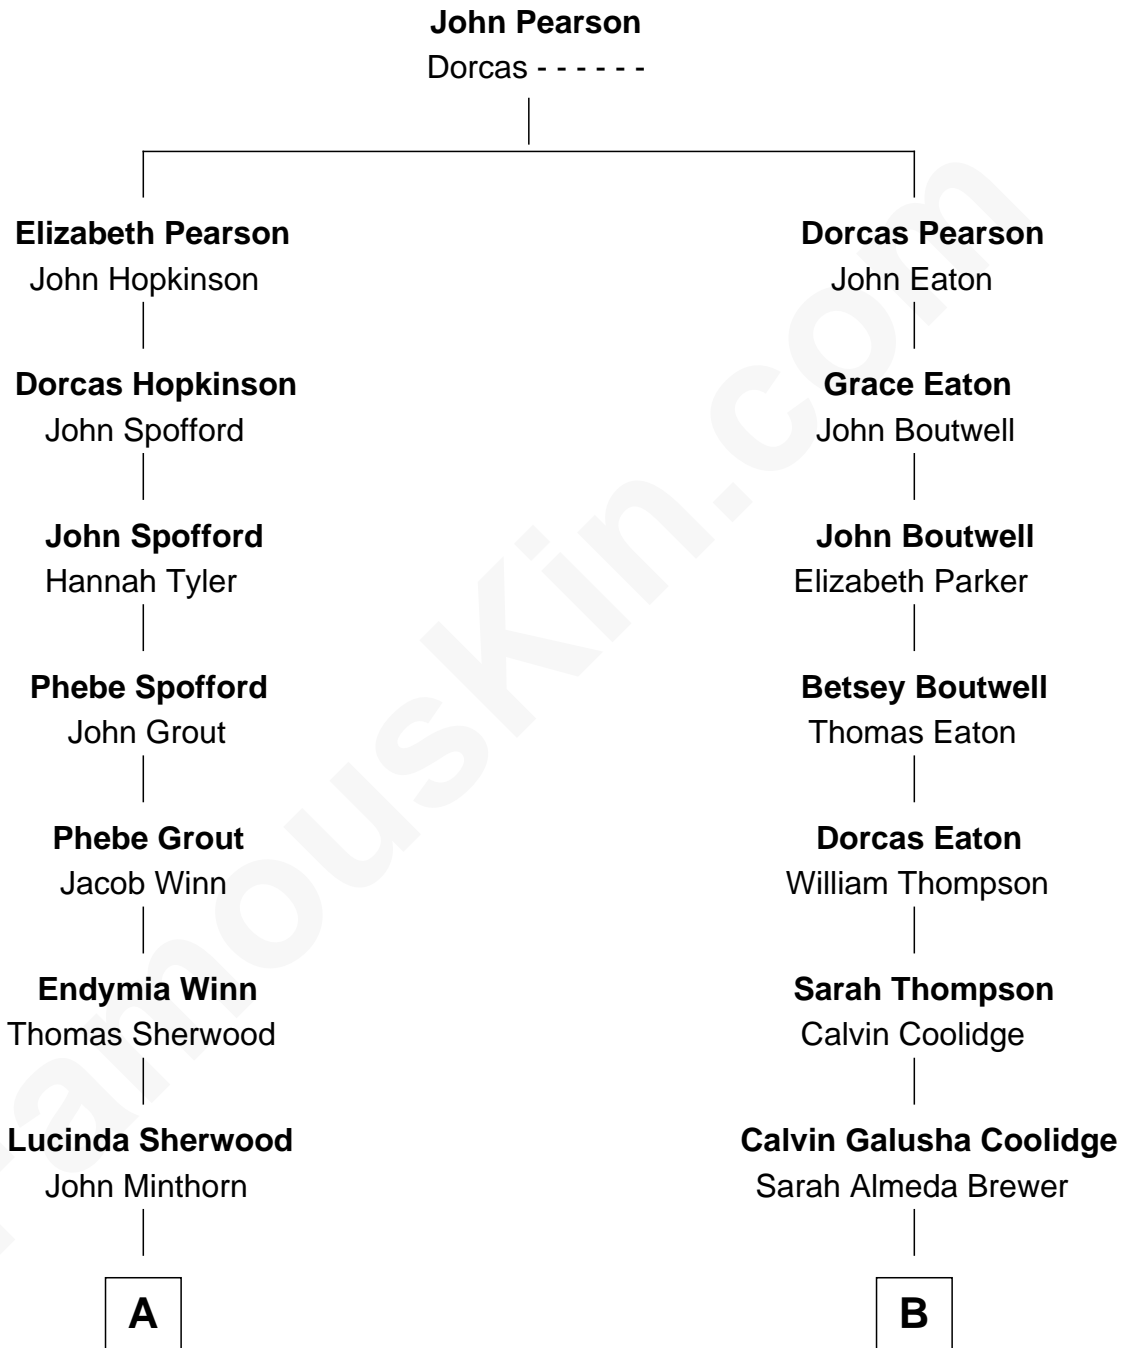 John Pearson
Dorcas - - - - - -
Elizabeth Pearson
John Hopkinson
Dorcas Pearson
John Eaton
Dorcas Hopkinson
John Spofford
Grace Eaton
John Boutwell
John Spofford
Hannah Tyler
John Boutwell
Elizabeth Parker
Phebe Spofford
John Grout
Betsey Boutwell
Thomas Eaton
Phebe Grout
Jacob Winn
Dorcas Eaton
William Thompson
Endymia Winn
Thomas Sherwood
Sarah Thompson
Calvin Coolidge
Lucinda Sherwood
John Minthorn
Calvin Galusha Coolidge
Sarah Almeda Brewer
A
B
FamousKin.com